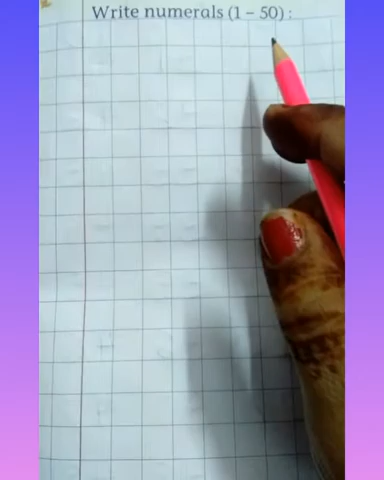 Write numerals (1 – 50) :